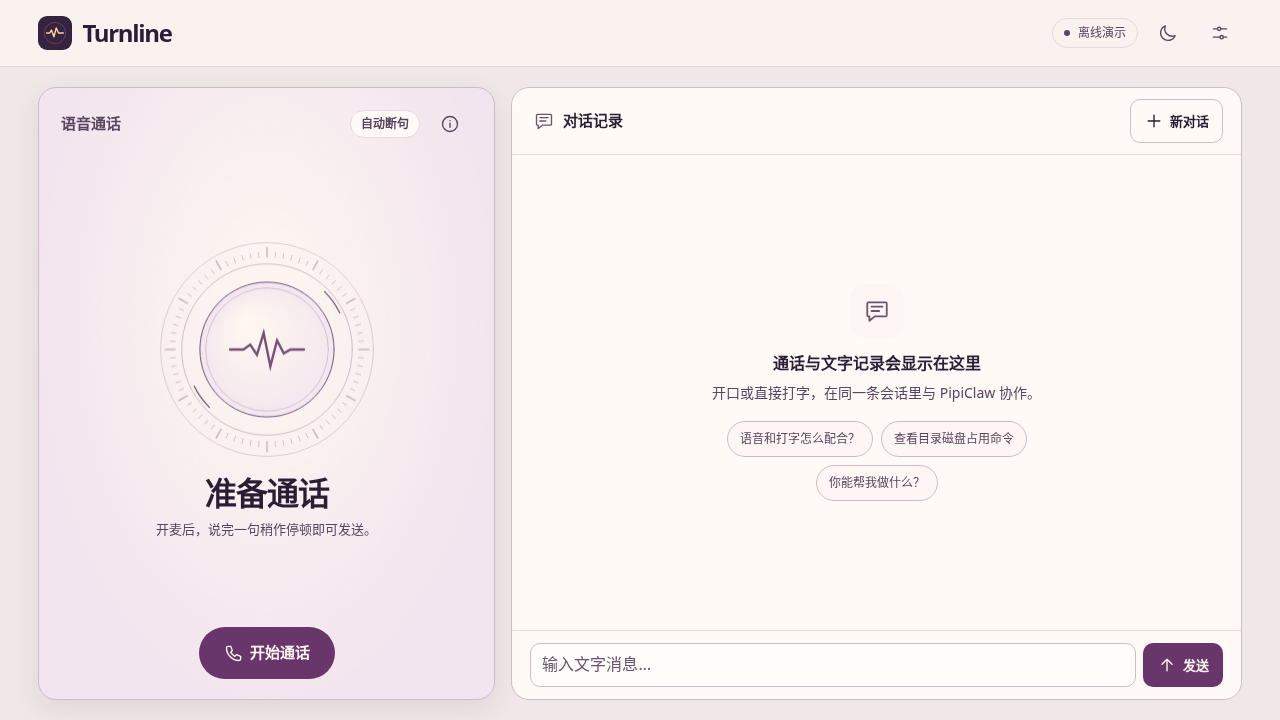 Turnline
离线演示
语音通话
自动断句
准备通话
开麦后，说完一句稍作停顿即可发送。
开始通话
对话记录
新对话
通话与文字记录会显示在这里
开口或直接打字，在同一条会话里与 PipiClaw 协作。
语音和打字怎么配合？
查看目录磁盘占用命令
你能帮我做什么？
输入文字消息...
发送